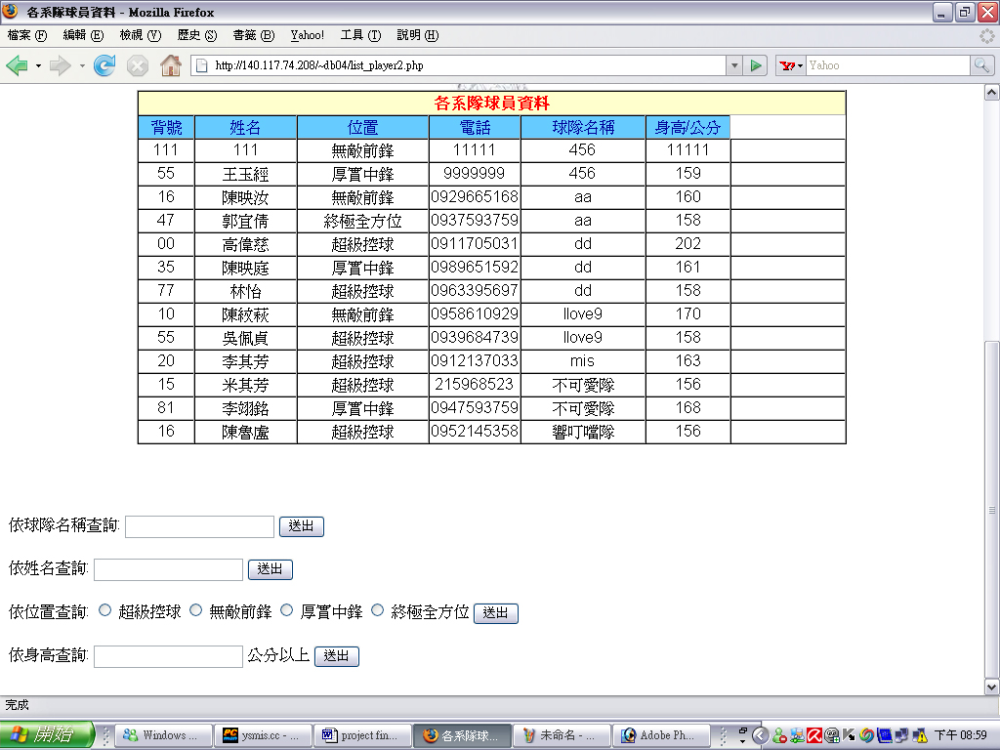 各系隊球員資料 - Mozilla Firefox
檔案(F) 編輯(E) 檢視(V) 歷史(S) 書籤(B) Yahoo! 工具(T) 說明(H)
http://140.117.74.208/~db04/list_player2.php Yahoo
各系隊球員資料
背號 姓名 位置 電話 球隊名稱 身高/公分
111 111 無敵前鋒 11111 456 11111
55 王玉經 厚實中鋒 9999999 456 159
16 陳映汝 無敵前鋒 0929665168 aa 160
47 郭宜倩 終極全方位 0937593759 aa 158
00 高偉慈 超級控球 0911705031 dd 202
35 陳映庭 厚實中鋒 0989651592 dd 161
77 林怡 超級控球 0963395697 dd 158
10 陳紋萩 無敵前鋒 0958610929 Ilove9 170
55 吳佩貞 超級控球 0939684739 Ilove9 158
20 李其芳 超級控球 0912137033 mis 163
15 米其芳 超級控球 215968523 不可愛隊 156
81 李翊銘 厚實中鋒 0947593759 不可愛隊 168
16 陳魯盧 超級控球 0952145358 響叮噹隊 156
依球隊名稱查詢: 送出
依姓名查詢: 送出
依位置查詢: 超級控球 無敵前鋒 厚實中鋒 終極全方位 送出
依身高查詢: 公分以上 送出
完成
開始 Windows ... ysmis.cc - ... project fin... 各系隊球... 未命名 - ... Adobe Ph... 下午 08:59